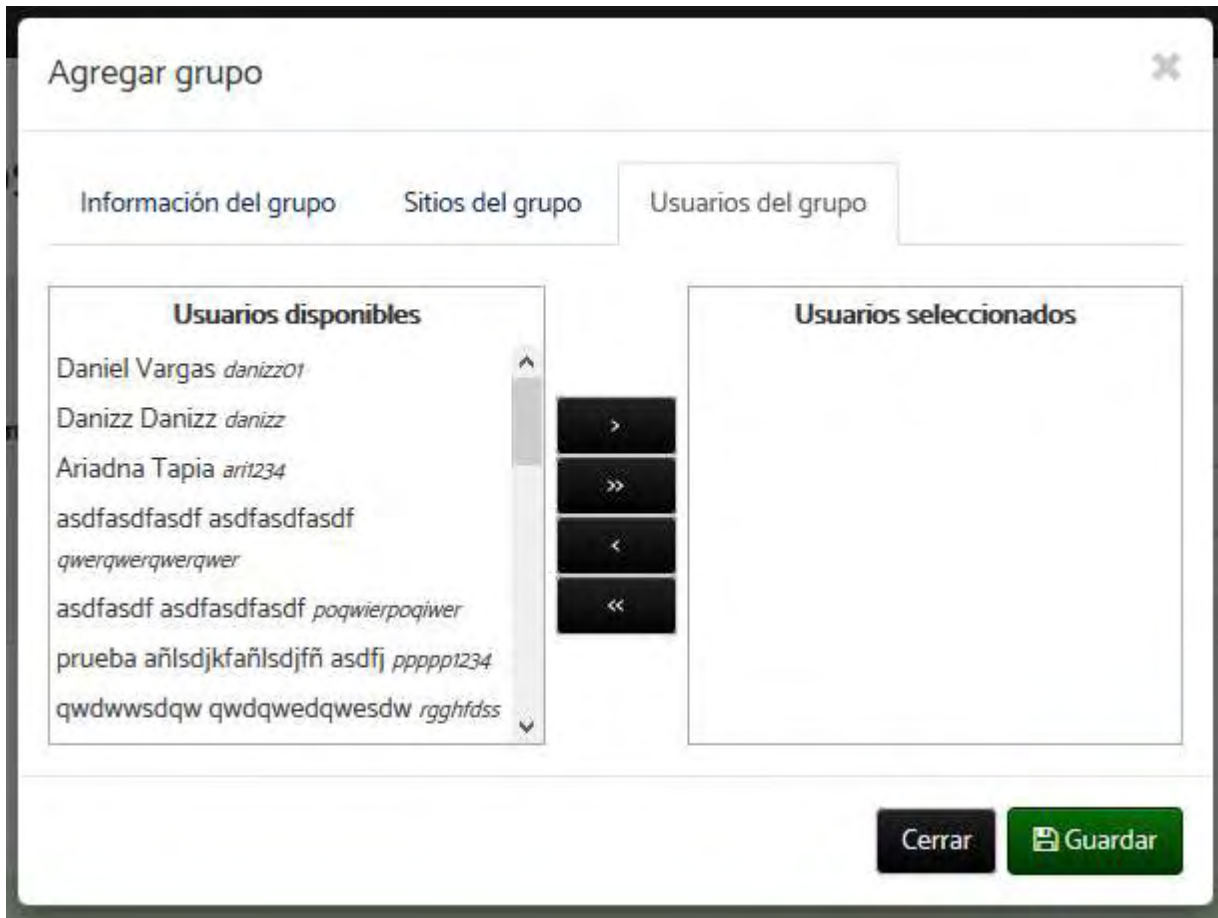 Agregar grupo
Información del grupo
Sitios del grupo
Usuarios del grupo
Usuarios disponibles
Daniel Vargas danizz01
Danizz Danizz danizz
Ariadna Tapia ari1234
asdfasdfasdf asdfasdfasdf
qwerqwerqwerqwer
asdfasdf asdfasdfasdf poqwierpoqiwer
prueba añlsdjkfañlsdjfñ asdfj ppppp1234
qwdwwsdqw qwdqwedqwesdw rgghfdss
>
>>
<
<<
Usuarios seleccionados
Cerrar
Guardar